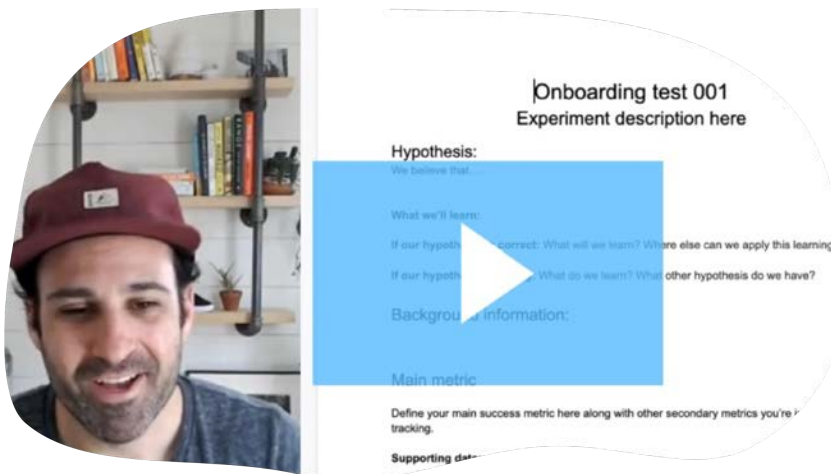 Onboarding test 001
Experiment description here
Hypothesis:
We believe that...
What we'll learn:
If our hypoth correct: What will we learn? Where else can we apply this learning
If our hypoth What do we learn? What other hypothesis do we have?
Background information:
Main metric
Define your main success metric here along with other secondary metrics you're
tracking.
Supporting data